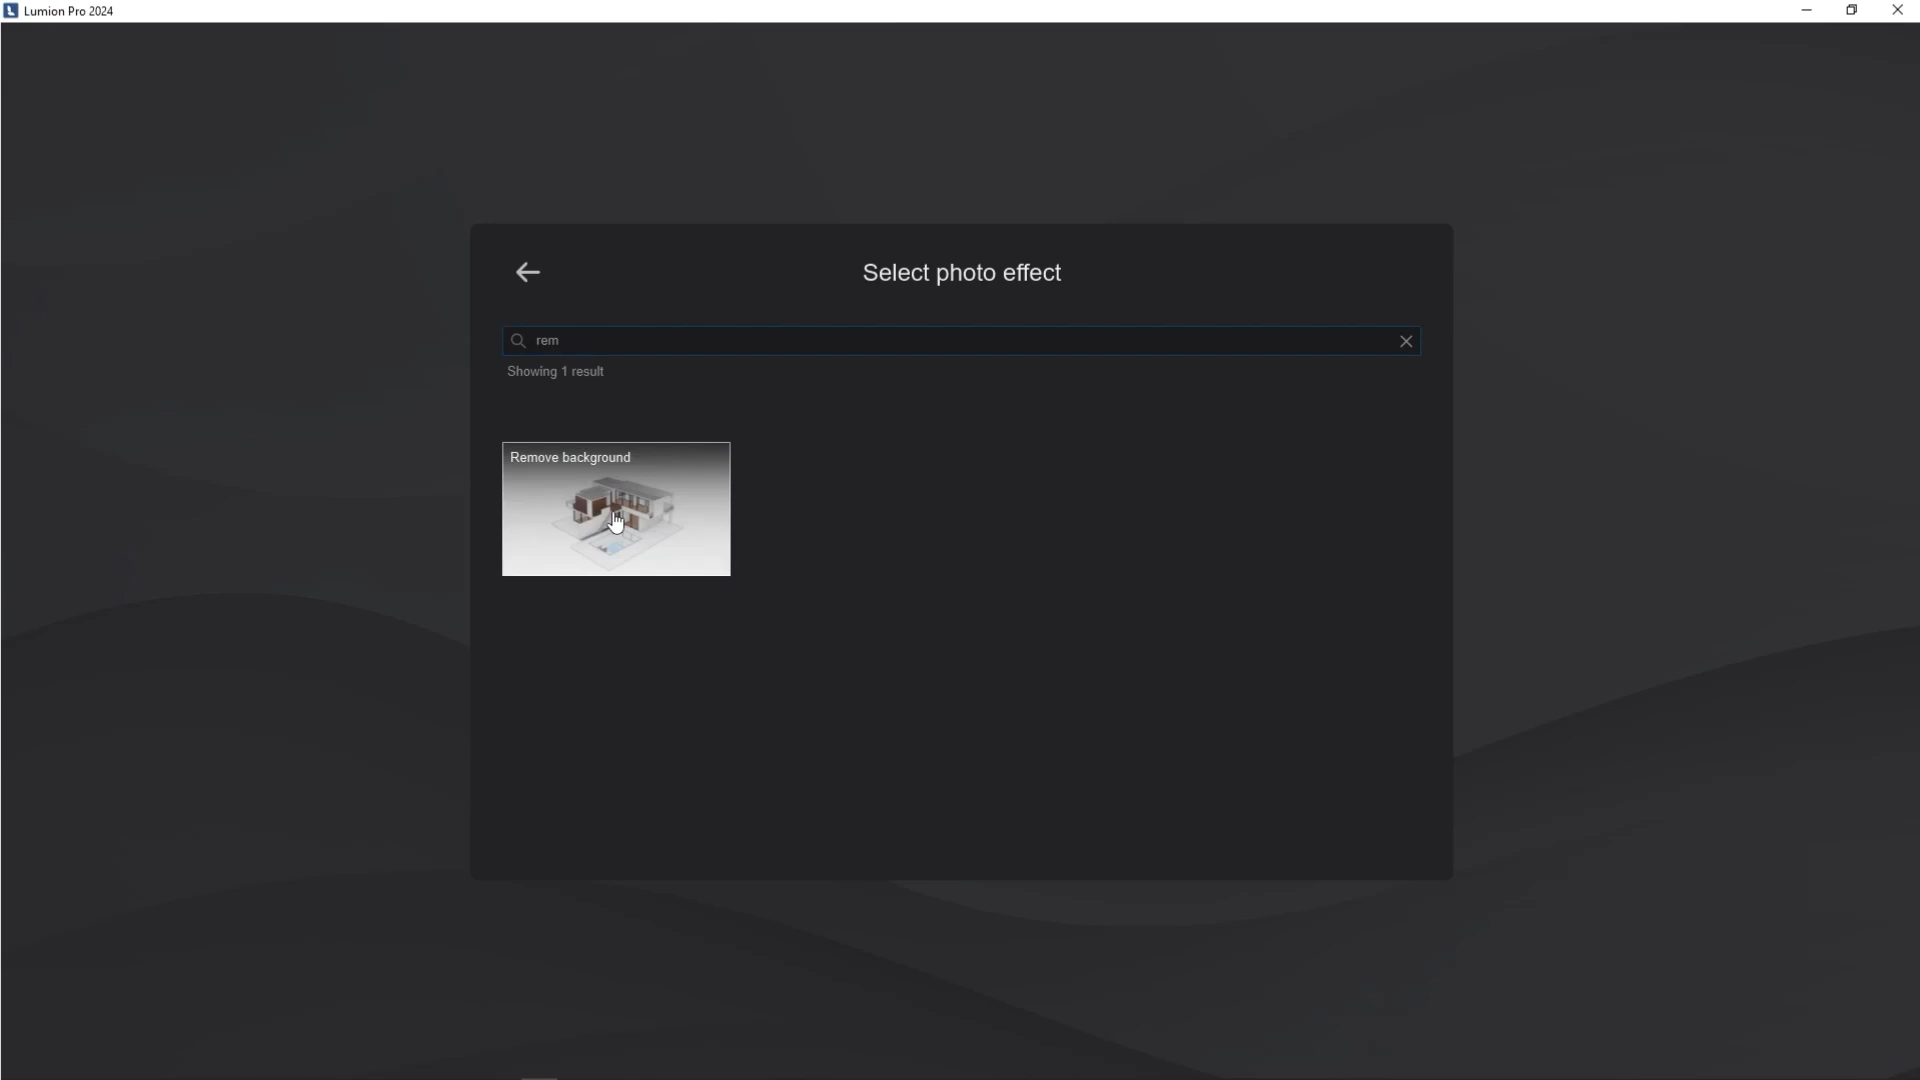 Lumion Pro 2024
Select photo effect
rem
Showing 1 result
Remove background